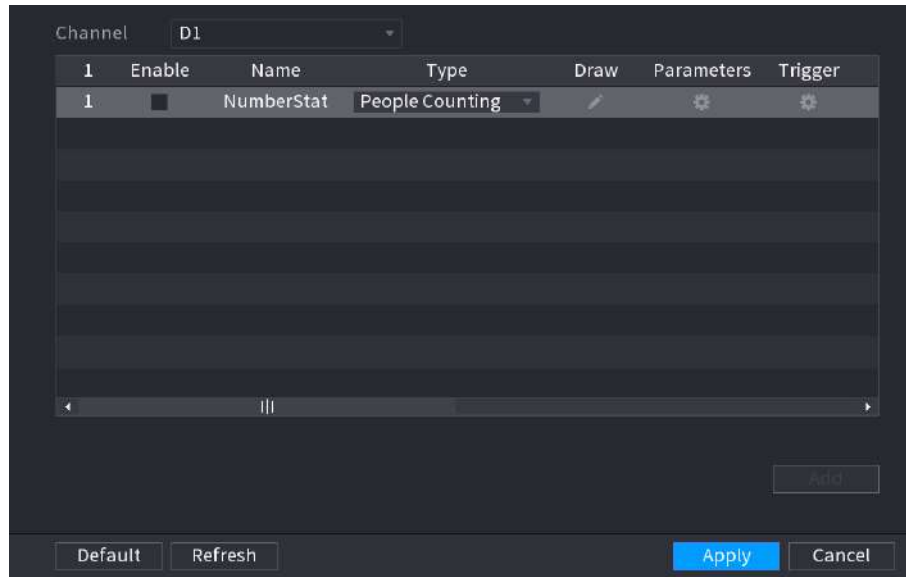 Channel D1
1 Enable Name Type Draw Parameters Trigger
1 NumberStat People Counting
Add
Default Refresh Apply Cancel